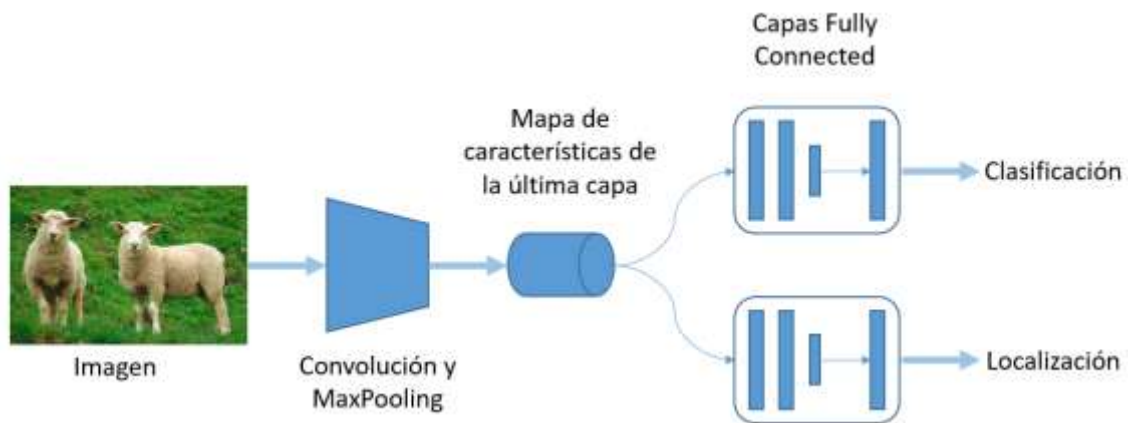 Capas Fully
Connected
Mapa de
características de
la última capa
Clasificación
Imagen
Convolución y
MaxPooling
Localización